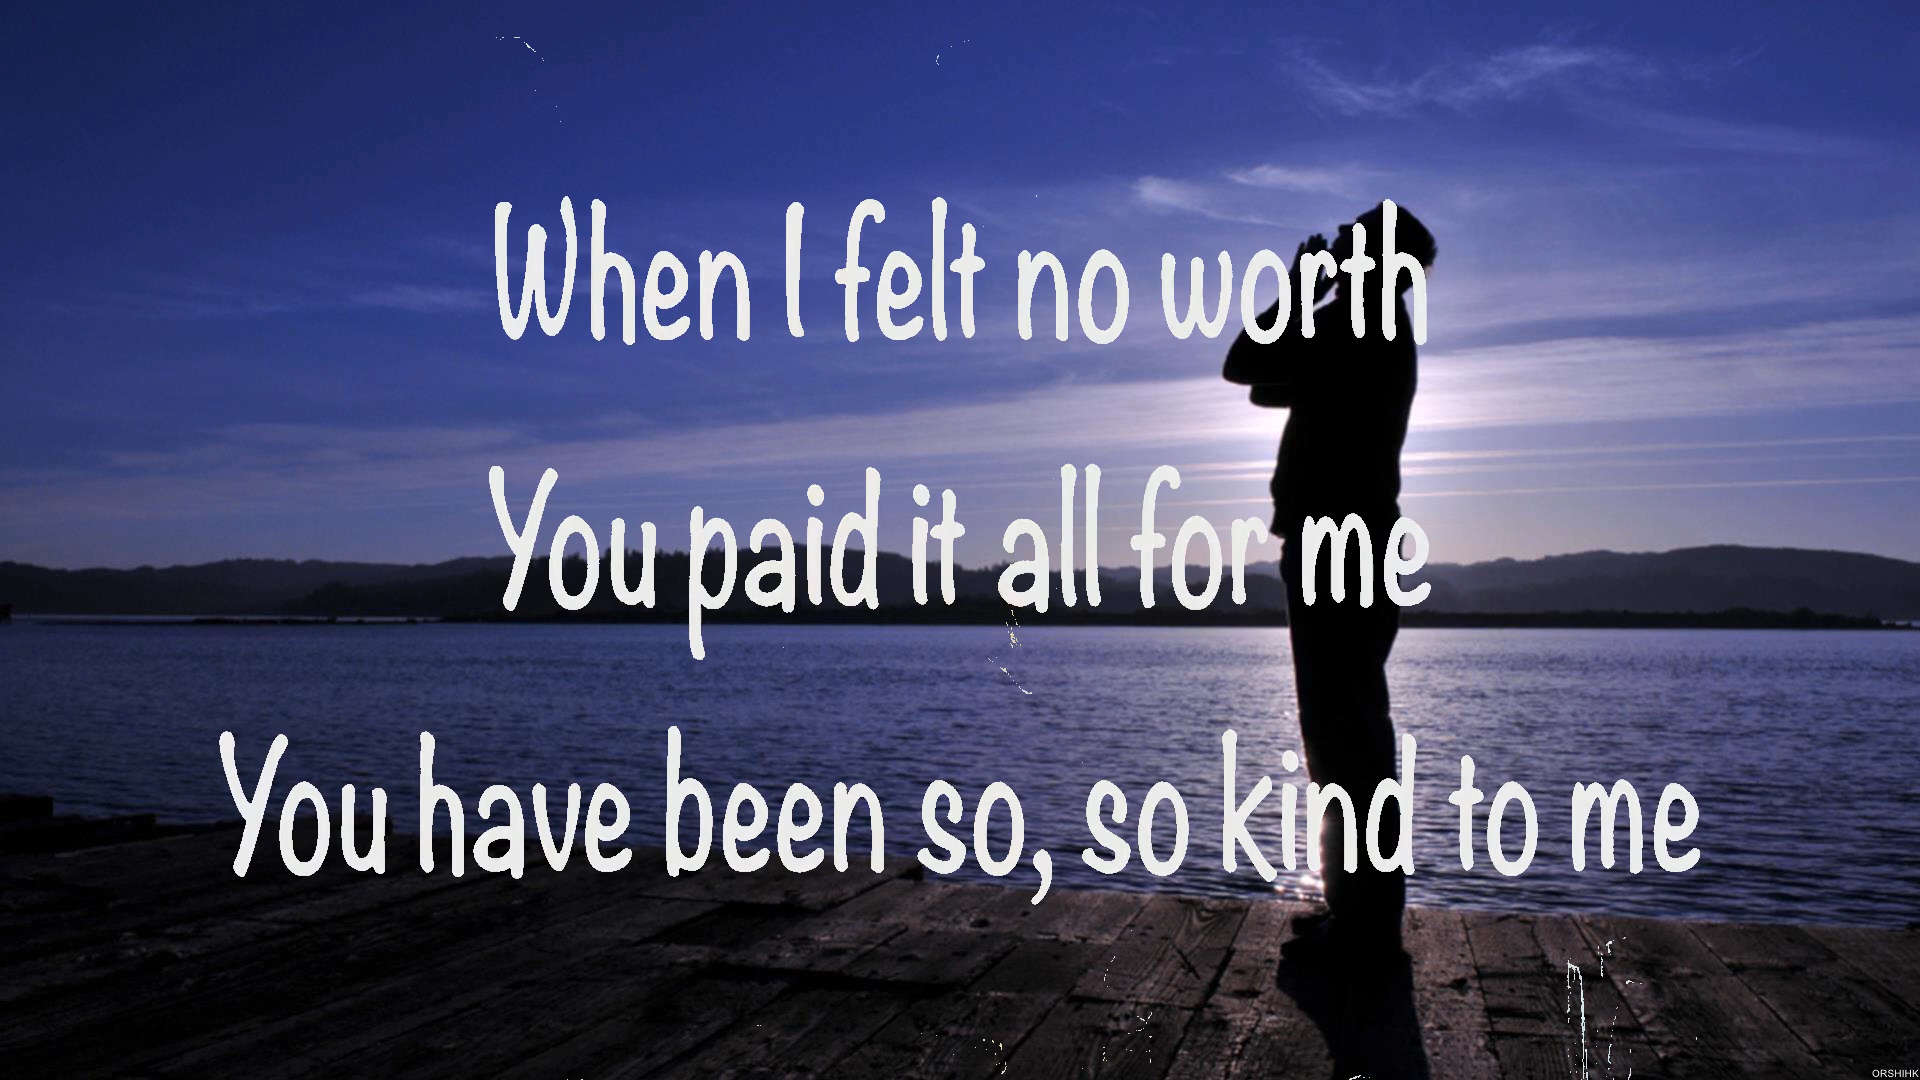 When I felt no worth
You paid it all for me
You have been so, so kind to me
ORSHIHK